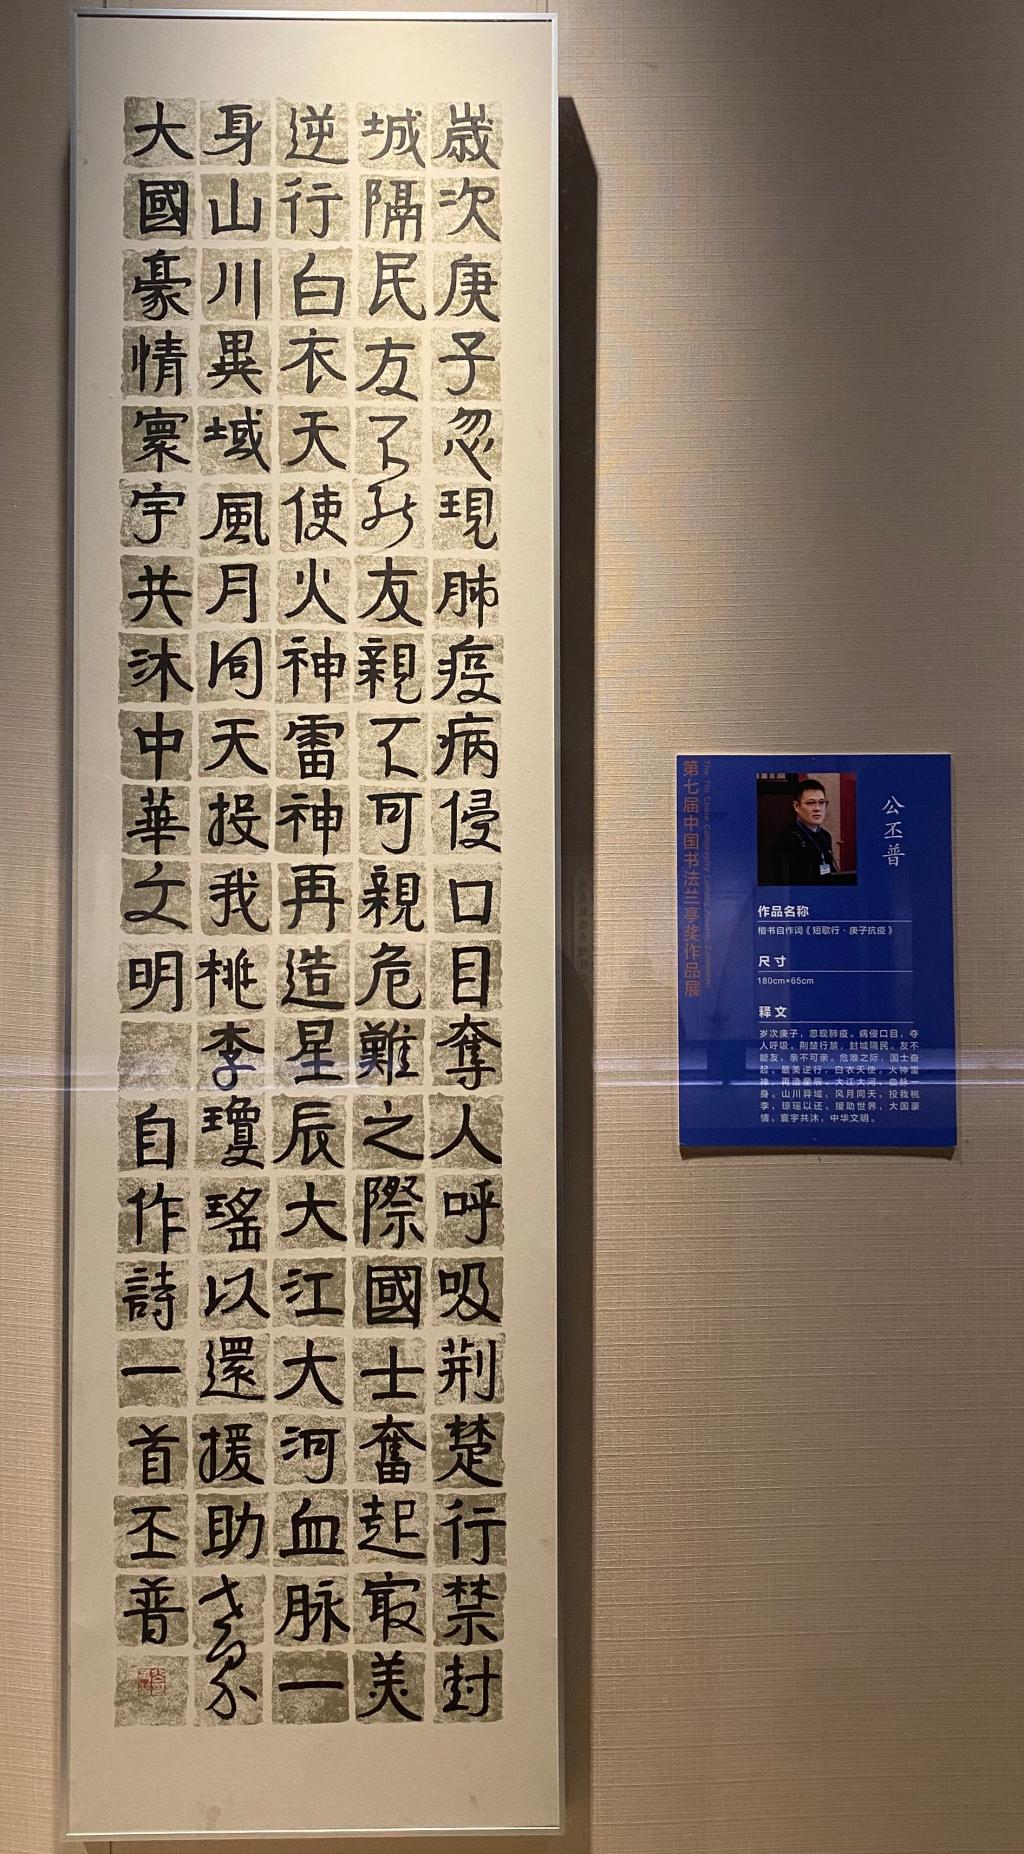 歲次庚子忽現肺疫病侵口目奪人呼吸荊楚行禁封
城隔民友不能友親不可親危難之際國士奮起最美
逆行白衣天使火神雷神再造星辰大江大河血脉一
身山川異域風月同天投我桃李瓊瑤以還援助世界
大國豪情寰宇共沐中華文明
自作詩一首丕普
第七届中国书法兰亭奖作品展
公丕普
作品名称
楷书自作词《短歌行·庚子抗疫》
尺寸
180cm×65cm
释文
岁次庚子，忽现肺疫。病侵口目，夺
人呼吸。荆楚行禁，封城隔民。友不
能友，亲不可亲。危难之际，国士奋
起。最美逆行，白衣天使。火神雷
神，再造星辰。大江大河，血脉一
身。山川异域，风月同天。投我桃
李，琼瑶以还。援助世界，大国豪
情。寰宇共沐，中华文明。